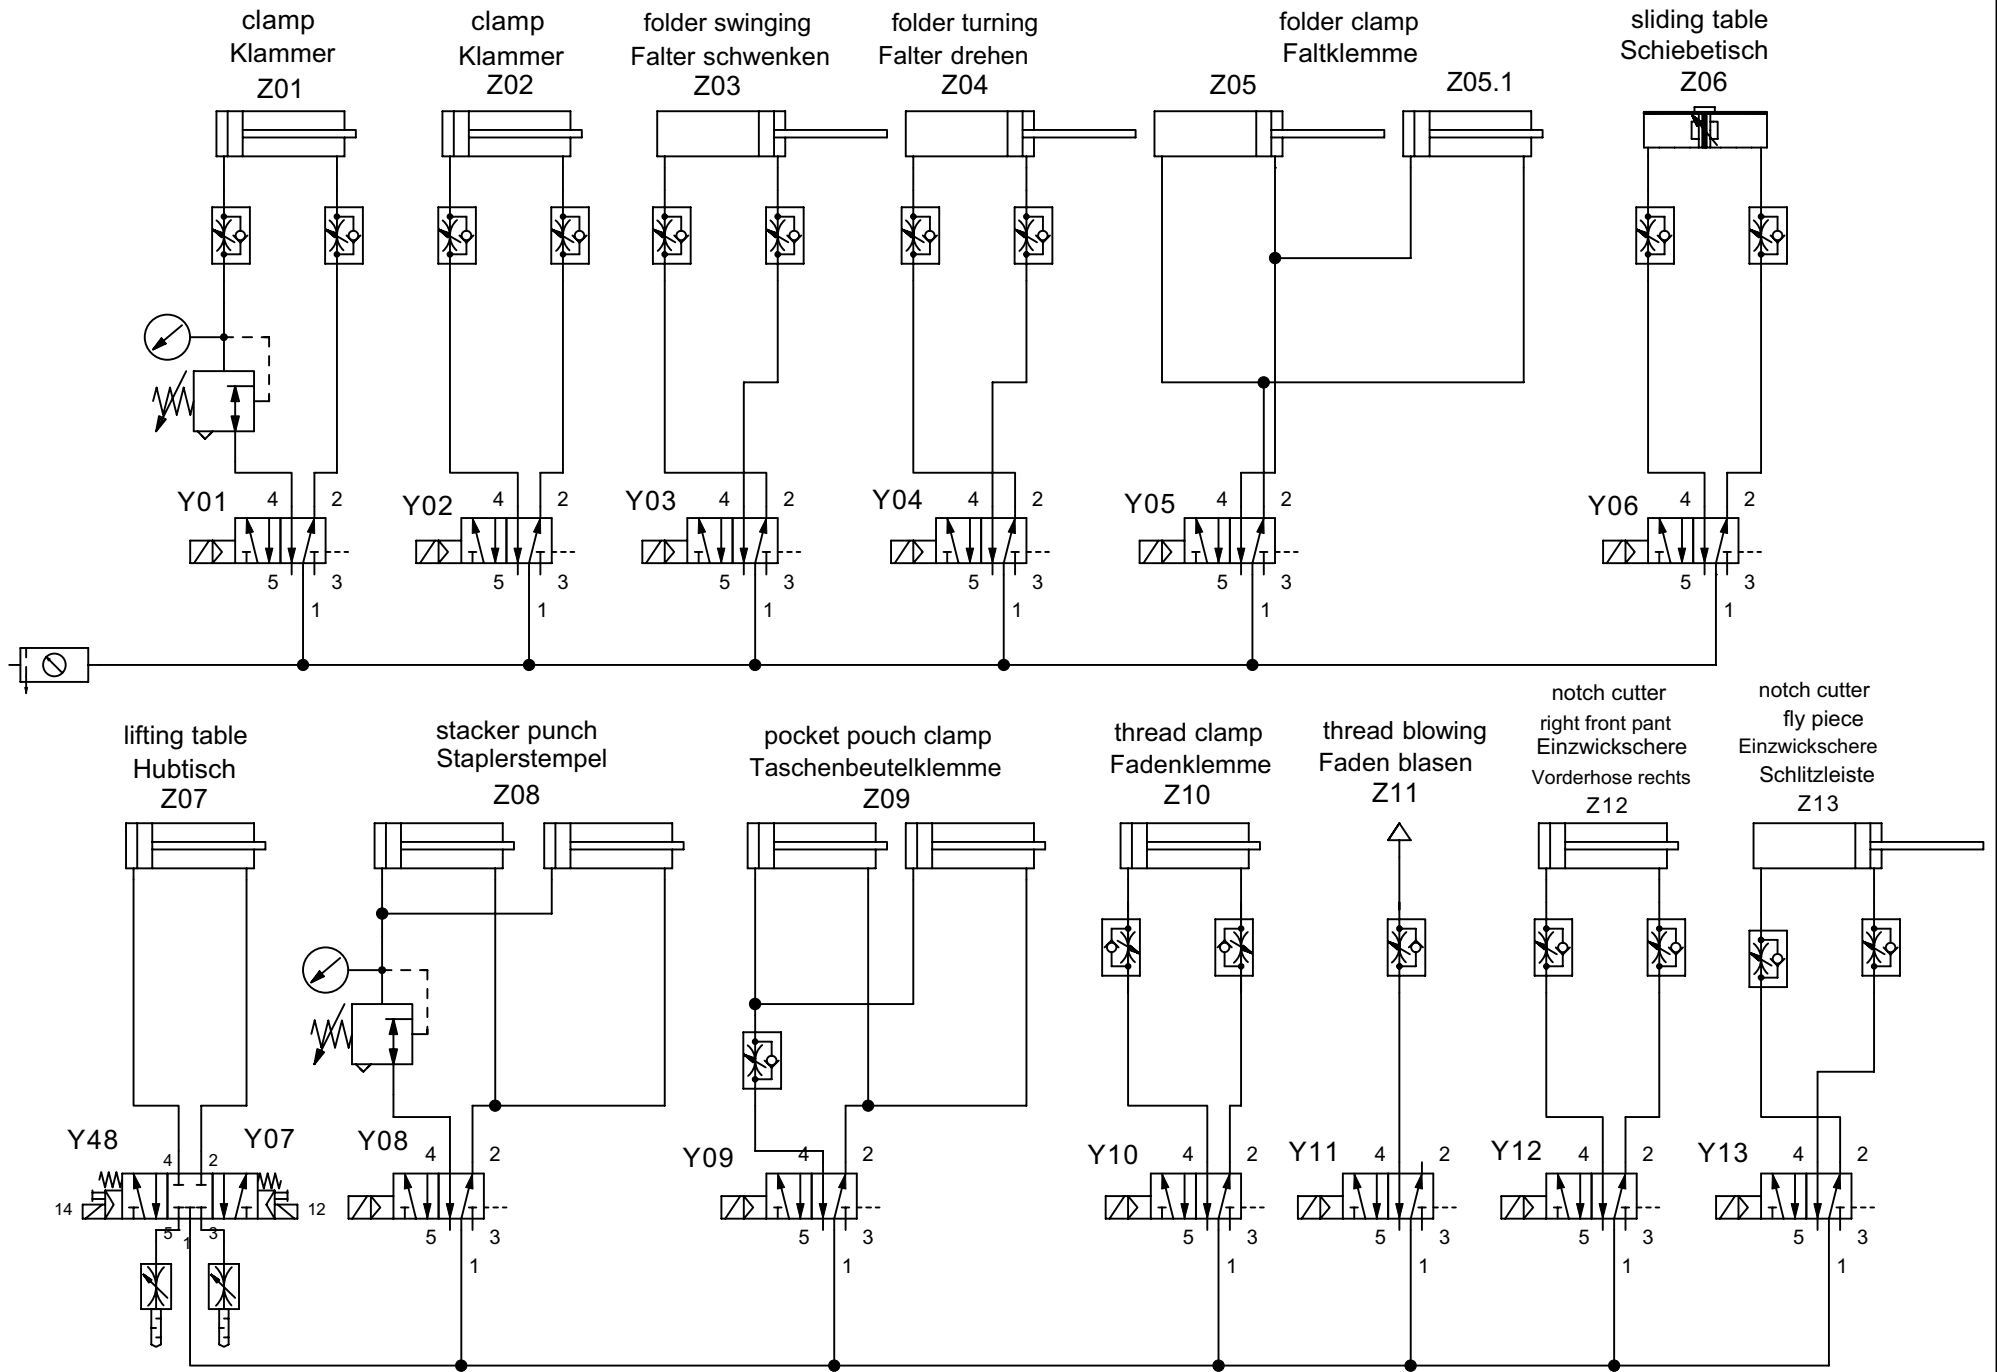 clamp
Klammer
Z01
clamp
Klammer
Z02
folder swinging
Falter schwenken
Z03
folder turning
Falter drehen
Z04
folder clamp
Faltklemme
Z05
Z05.1
sliding table
Schiebetisch
Z06
Y01
4
2
5
3
1
Y02
4
2
5
3
1
Y03
4
2
5
3
1
Y04
4
2
5
3
1
Y05
4
2
5
3
1
Y06
4
2
5
3
1
lifting table
Hubtisch
Z07
stacker punch
Staplerstempel
Z08
pocket pouch clamp
Taschenbeutelklemme
Z09
thread clamp
Fadenklemme
Z10
thread blowing
Faden blasen
Z11
notch cutter
right front pant
Einzwickschere
Vorderhose rechts
Z12
notch cutter
fly piece
Einzwickschere
Schlitzleiste
Z13
Y48
Y07
4
2
14
12
5
1
3
Y08
4
2
5
3
1
Y09
4
2
5
3
1
Y10
4
2
5
3
1
Y11
4
2
5
3
1
Y12
4
2
5
3
1
Y13
4
2
5
3
1